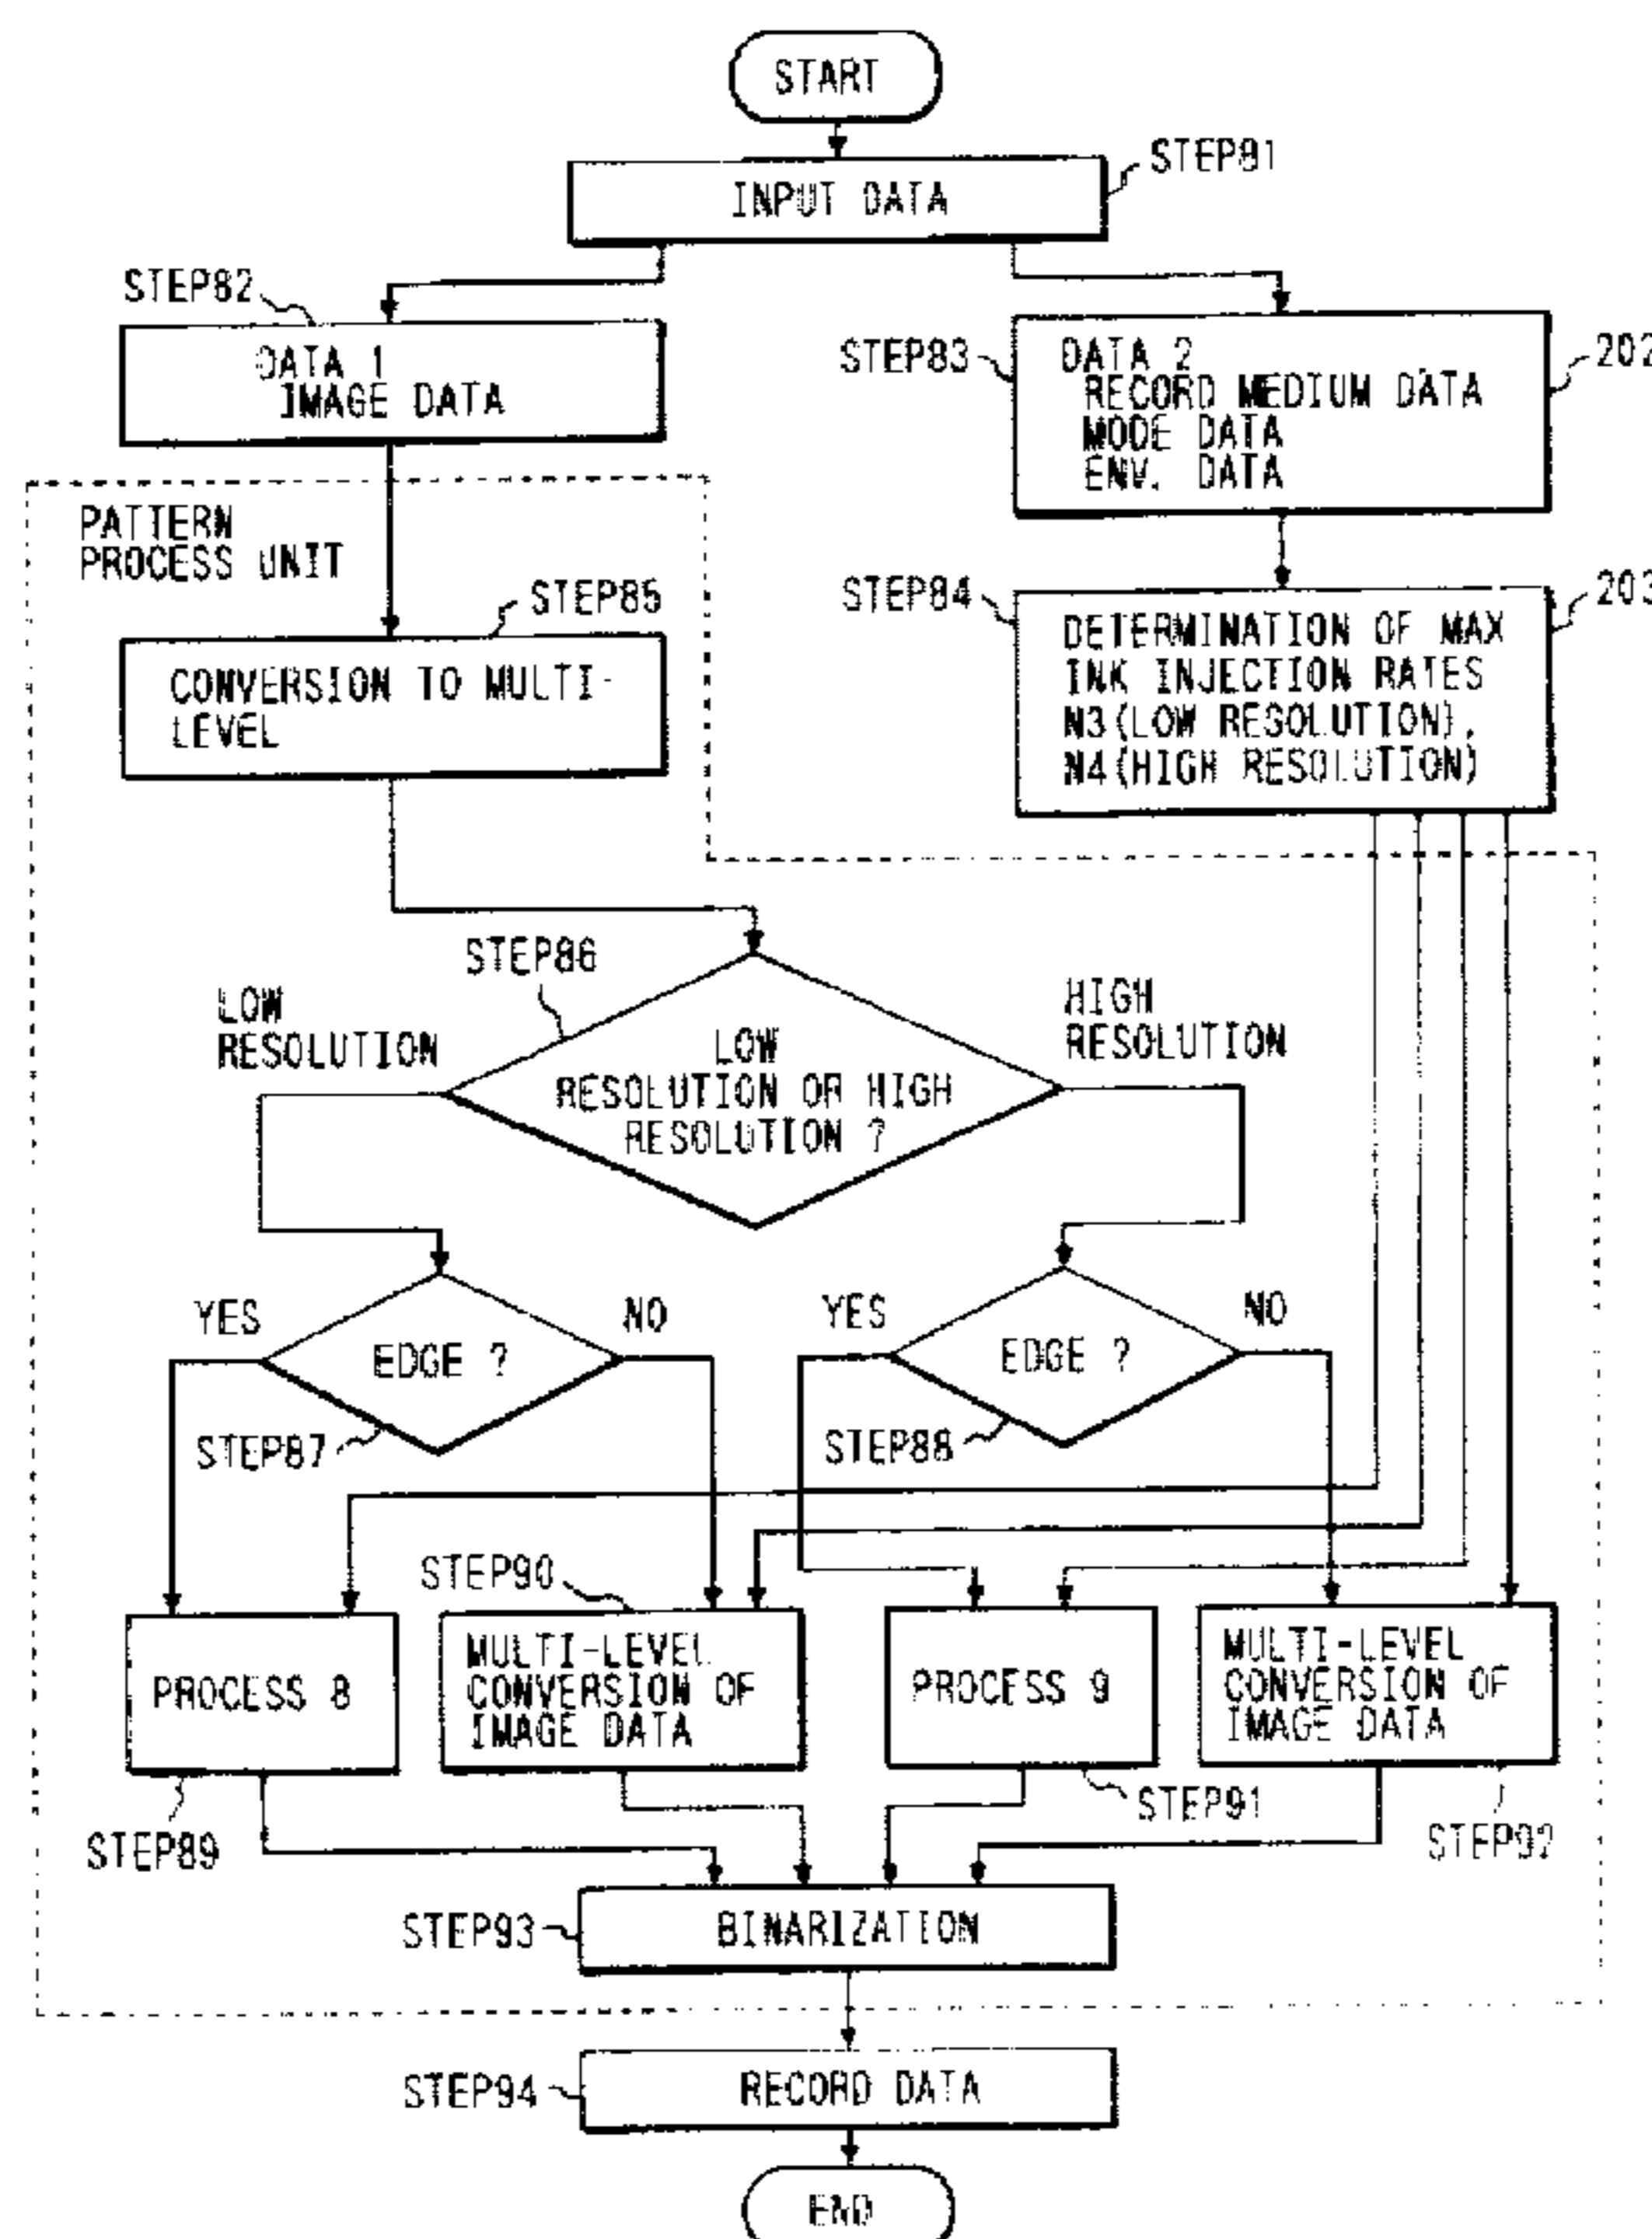 START
INPUT DATA
STEP81
STEP82
DATA 1
IMAGE DATA
STEP83
DATA 2
RECORD MEDIUM DATA
MODE DATA
ENV. DATA
202
PATTERN
PROCESS UNIT
STEP85
CONVERSION TO MULTI-
LEVEL
STEP84
DETERMINATION OF MAX
INK INJECTION RATES
N3(LOW RESOLUTION),
N4(HIGH RESOLUTION)
203
STEP86
LOW
RESOLUTION
LOW
RESOLUTION OR HIGH
RESOLUTION ?
HIGH
RESOLUTION
YES
EDGE ?
NO
STEP87
YES
EDGE ?
NO
STEP88
STEP90
PROCESS 8
MULTI-LEVEL
CONVERSION OF
IMAGE DATA
PROCESS 9
MULTI-LEVEL
CONVERSION OF
IMAGE DATA
STEP89
STEP91
STEP92
STEP93
BINARIZATION
STEP94
RECORD DATA
END